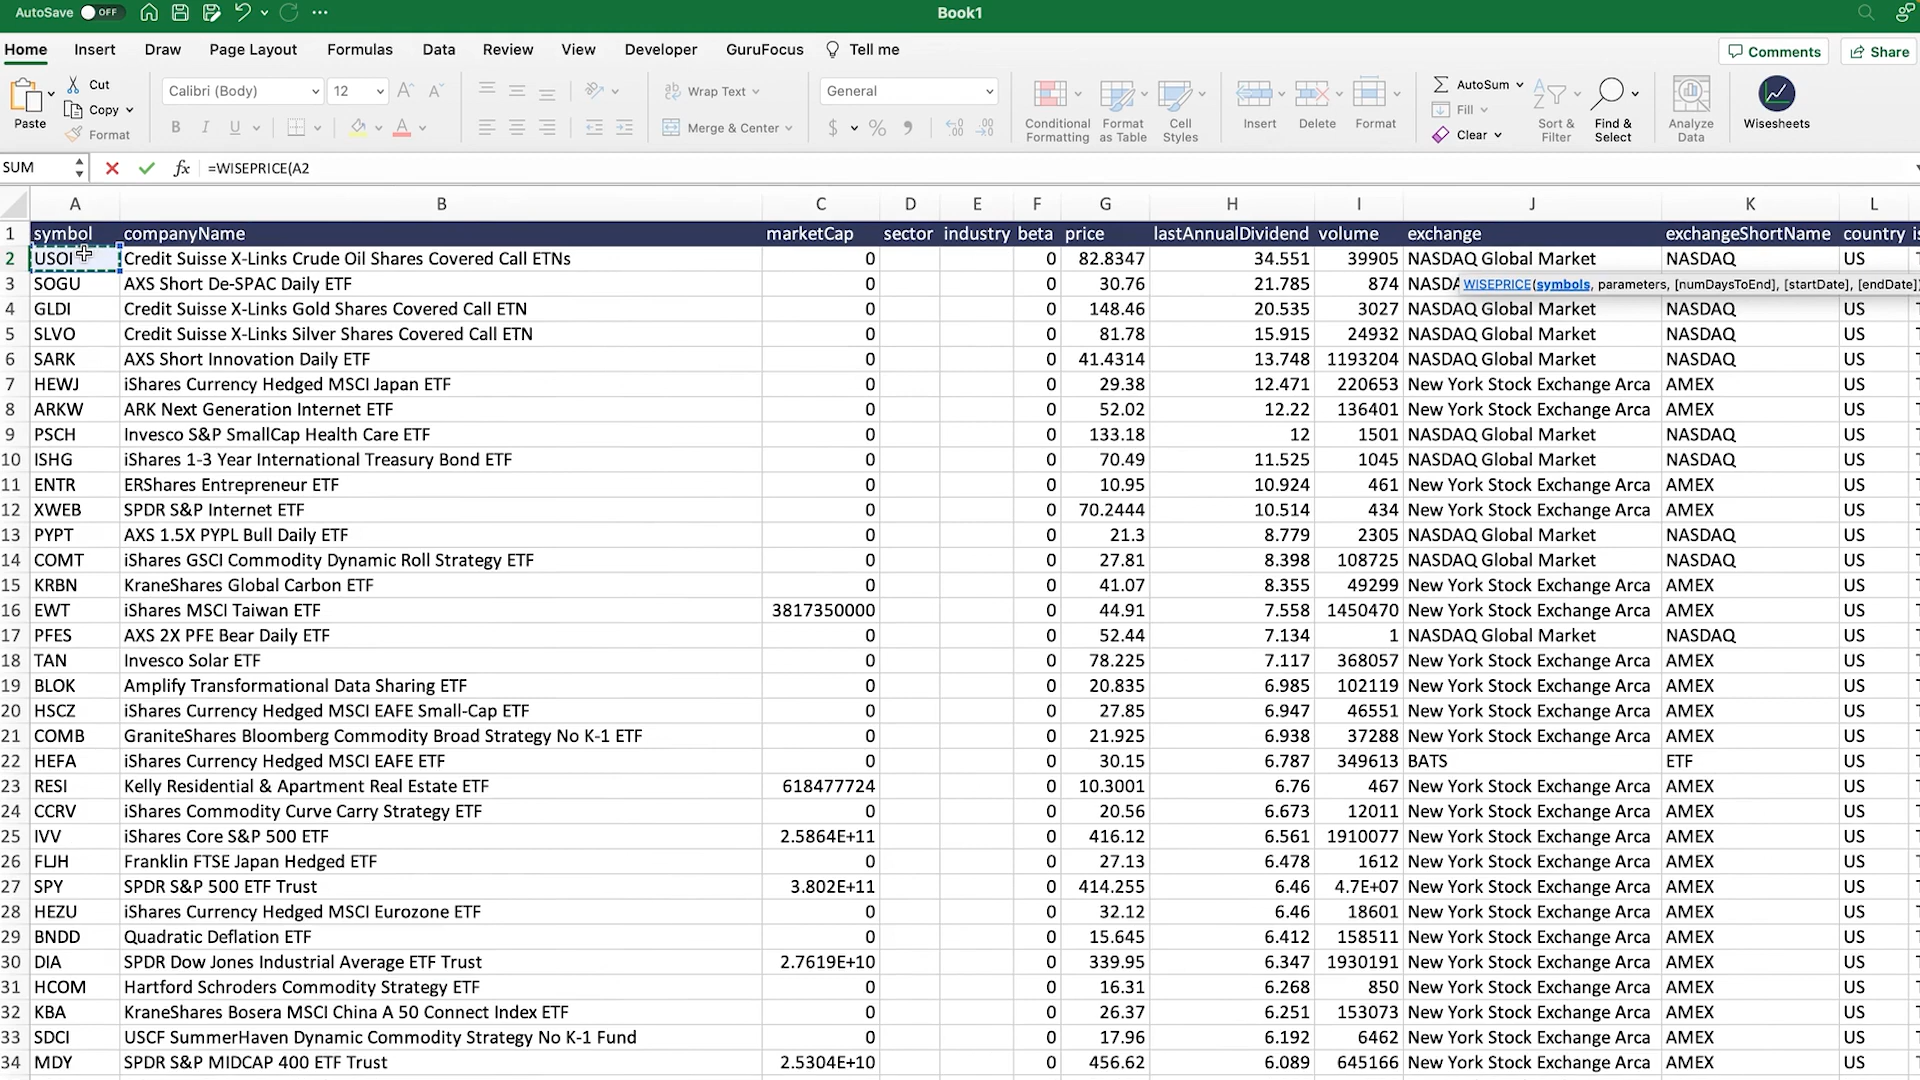 AutoSave OFF Book1
Home Insert Draw Page Layout Formulas Data Review View Developer GuruFocus Tell me Comments Share
Paste Cut Copy Format
Calibri (Body) 12
B I U
Wrap Text
Merge & Center
General
$ %
Conditional Formatting Format as Table Cell Styles
Insert Delete Format
AutoSum
Fill
Clear
Sort & Filter Find & Select
Analyze Data
Wisesheets
SUM fx =WISEPRICE(A2
A B C D E F G H I J K L
1 symbol companyName marketCap sector industry beta price lastAnnualDividend volume exchange exchangeShortName country
2 USOI Credit Suisse X-Links Crude Oil Shares Covered Call ETNs 0 0 82.8347 34.551 39905 NASDAQ Global Market NASDAQ US
3 SOGU AXS Short De-SPAC Daily ETF 0 0 30.76 21.785 874 NASDA WISEPRICE(symbols, parameters, [numDaysToEnd], [startDate], [endDate])
4 GLDI Credit Suisse X-Links Gold Shares Covered Call ETN 0 0 148.46 20.535 3027 NASDAQ Global Market NASDAQ US
5 SLVO Credit Suisse X-Links Silver Shares Covered Call ETN 0 0 81.78 15.915 24932 NASDAQ Global Market NASDAQ US
6 SARK AXS Short Innovation Daily ETF 0 0 41.4314 13.748 1193204 NASDAQ Global Market NASDAQ US
7 HEWJ iShares Currency Hedged MSCI Japan ETF 0 0 29.38 12.471 220653 New York Stock Exchange Arca AMEX US
8 ARKW ARK Next Generation Internet ETF 0 0 52.02 12.22 136401 New York Stock Exchange Arca AMEX US
9 PSCH Invesco S&P SmallCap Health Care ETF 0 0 133.18 12 1501 NASDAQ Global Market NASDAQ US
10 ISHG iShares 1-3 Year International Treasury Bond ETF 0 0 70.49 11.525 1045 NASDAQ Global Market NASDAQ US
11 ENTR ERShares Entrepreneur ETF 0 0 10.95 10.924 461 New York Stock Exchange Arca AMEX US
12 XWEB SPDR S&P Internet ETF 0 0 70.2444 10.514 434 New York Stock Exchange Arca AMEX US
13 PYPT AXS 1.5X PYPL Bull Daily ETF 0 0 21.3 8.779 2305 NASDAQ Global Market NASDAQ US
14 COMT iShares GSCI Commodity Dynamic Roll Strategy ETF 0 0 27.81 8.398 108725 NASDAQ Global Market NASDAQ US
15 KRBN KraneShares Global Carbon ETF 0 0 41.07 8.355 49299 New York Stock Exchange Arca AMEX US
16 EWT iShares MSCI Taiwan ETF 3817350000 0 44.91 7.558 1450470 New York Stock Exchange Arca AMEX US
17 PFES AXS 2X PFE Bear Daily ETF 0 0 52.44 7.134 1 NASDAQ Global Market NASDAQ US
18 TAN Invesco Solar ETF 0 0 78.225 7.117 368057 New York Stock Exchange Arca AMEX US
19 BLOK Amplify Transformational Data Sharing ETF 0 0 20.835 6.985 102119 New York Stock Exchange Arca AMEX US
20 HSCZ iShares Currency Hedged MSCI EAFE Small-Cap ETF 0 0 27.85 6.947 46551 New York Stock Exchange Arca AMEX US
21 COMB GraniteShares Bloomberg Commodity Broad Strategy No K-1 ETF 0 0 21.925 6.938 37288 New York Stock Exchange Arca AMEX US
22 HEFA iShares Currency Hedged MSCI EAFE ETF 0 0 30.15 6.787 349613 BATS ETF US
23 RESI Kelly Residential & Apartment Real Estate ETF 618477724 0 10.3001 6.76 467 New York Stock Exchange Arca AMEX US
24 CCRV iShares Commodity Curve Carry Strategy ETF 0 0 20.56 6.673 12011 New York Stock Exchange Arca AMEX US
25 IVV iShares Core S&P 500 ETF 2.5864E+11 0 416.12 6.561 1910077 New York Stock Exchange Arca AMEX US
26 FLJH Franklin FTSE Japan Hedged ETF 0 0 27.13 6.478 1612 New York Stock Exchange Arca AMEX US
27 SPY SPDR S&P 500 ETF Trust 3.802E+11 0 414.255 6.46 4.7E+07 New York Stock Exchange Arca AMEX US
28 HEZU iShares Currency Hedged MSCI Eurozone ETF 0 0 32.12 6.46 18601 New York Stock Exchange Arca AMEX US
29 BNDD Quadratic Deflation ETF 0 0 15.645 6.412 158511 New York Stock Exchange Arca AMEX US
30 DIA SPDR Dow Jones Industrial Average ETF Trust 2.7619E+10 0 339.95 6.347 1930191 New York Stock Exchange Arca AMEX US
31 HCOM Hartford Schroders Commodity Strategy ETF 0 0 16.31 6.268 850 New York Stock Exchange Arca AMEX US
32 KBA KraneShares Bosera MSCI China A 50 Connect Index ETF 0 0 26.37 6.251 153073 New York Stock Exchange Arca AMEX US
33 SDCI USCF SummerHaven Dynamic Commodity Strategy No K-1 Fund 0 0 17.96 6.192 6462 New York Stock Exchange Arca AMEX US
34 MDY SPDR S&P MIDCAP 400 ETF Trust 2.5304E+10 0 456.62 6.089 645166 New York Stock Exchange Arca AMEX US